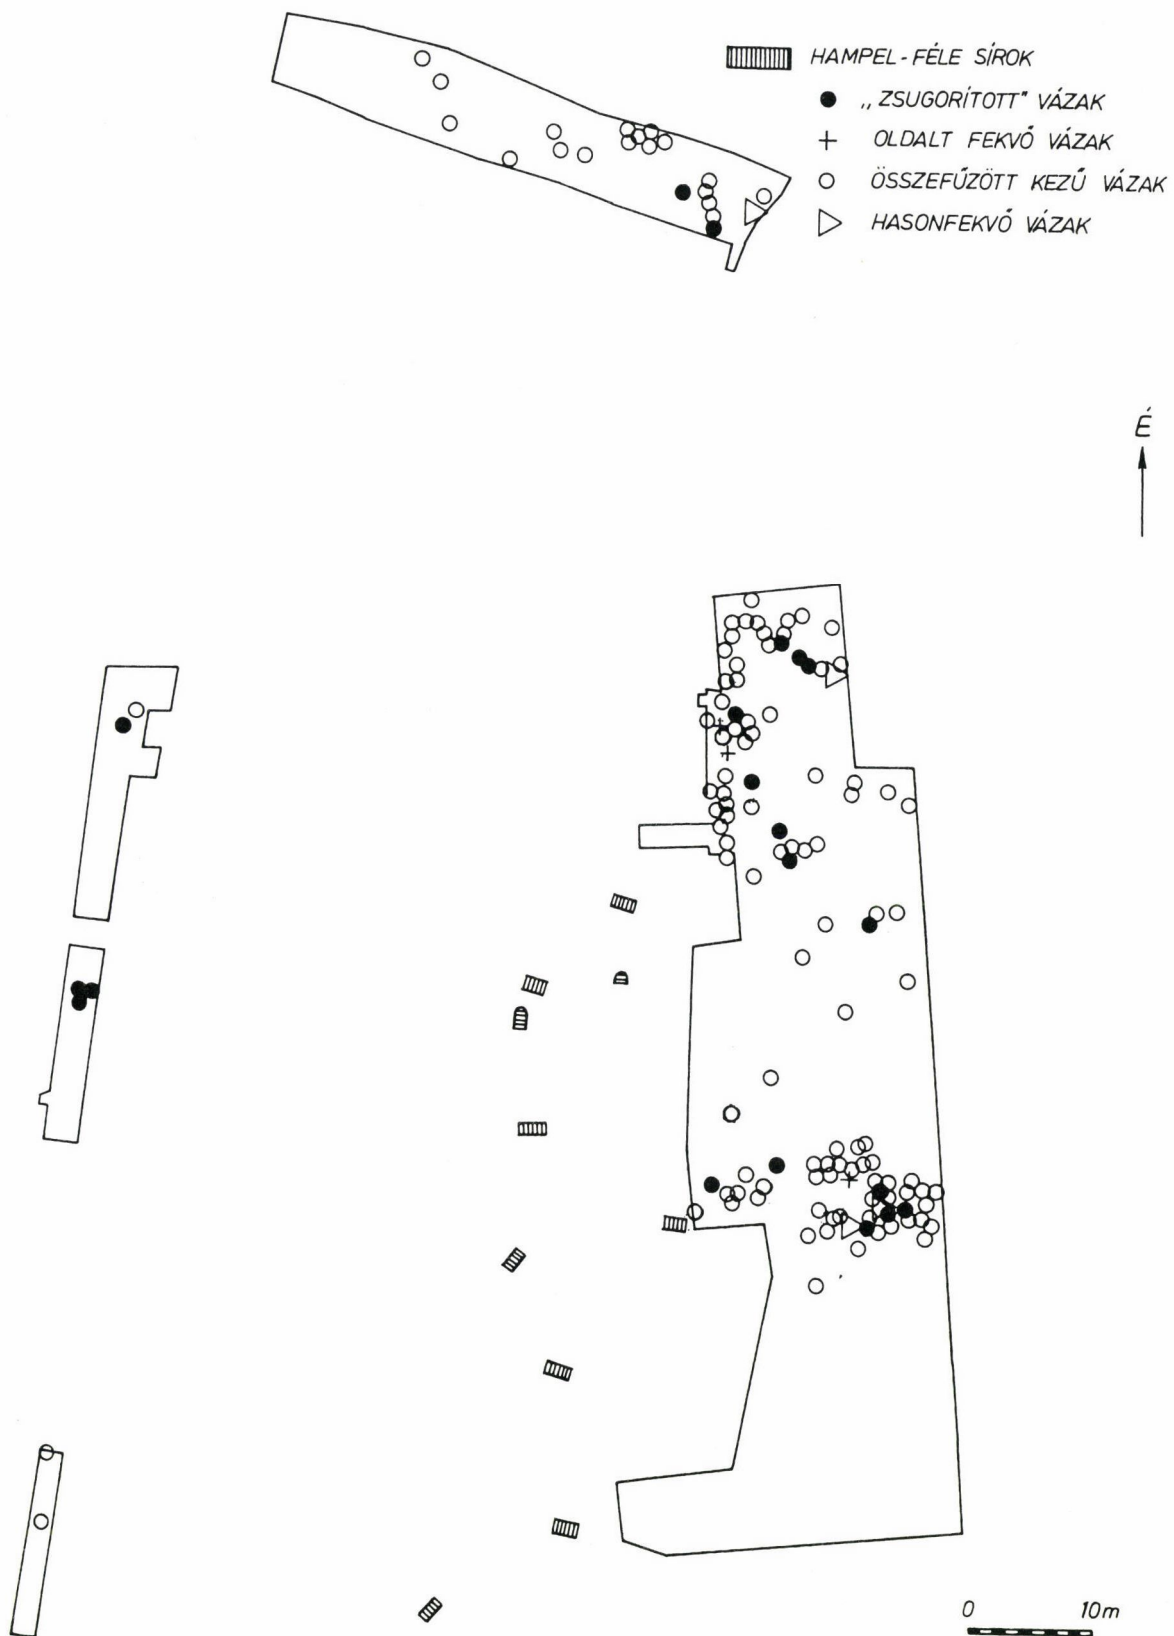 HAMPEL-FÉLE SÍROK
„ZSUGORÍTOTT" VÁZAK
OLDALT FEKVŐ VÁZAK
ÖSSZEFŰZÖTT KEZŰ VÁZAK
HASONFEKVŐ VÁZAK
É
0 10m